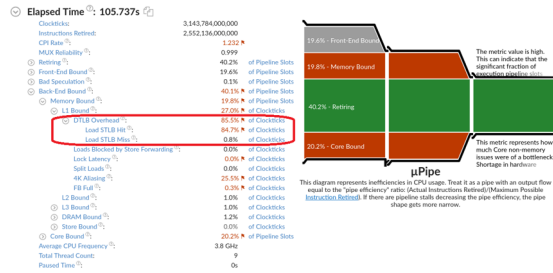 Elapsed Time: 105.737s
Clockticks: 3,143,784,000,000
Instructions Retired: 2,552,136,000,000
CPI Rate: 1.232
MUX Reliability: 0.999
Retiring: 40.2% of Pipeline Slots
Front-End Bound: 19.6% of Pipeline Slots
Bad Speculation: 0.1% of Pipeline Slots
Back-End Bound: 40.1% of Pipeline Slots
Memory Bound: 19.8% of Pipeline Slots
L1 Bound: 27.0% of Clockticks
DTLB Overhead: 85.5% of Clockticks
Load STLB Hit: 84.7% of Clockticks
Load STLB Miss: 0.8% of Clockticks
Loads Blocked by Store Forwarding: 0.0% of Clockticks
Lock Latency: 0.0% of Clockticks
Split Loads: 0.0% of Clockticks
4K Aliasing: 25.5% of Clockticks
FB Full: 0.3% of Clockticks
L2 Bound: 1.0% of Clockticks
L3 Bound: 1.0% of Clockticks
DRAM Bound: 1.2% of Clockticks
Store Bound: 0.0% of Clockticks
Core Bound: 20.2% of Pipeline Slots
Average CPU Frequency: 3.8 GHz
Total Thread Count: 9
Paused Time: 0s
19.6% - Front-End Bound
19.8% - Memory Bound
40.2% - Retiring
20.2% - Core Bound
The metric value is high.
This can indicate that the
significant fraction of
execution pipeline slots
This metric represents how
much Core non-memory
issues were of a bottleneck
Shortage in hardware
µPipe
This diagram represents inefficiencies in CPU usage. Treat it as a pipe with an output flow
equal to the "pipe efficiency" ratio: (Actual Instructions Retired)/(Maximum Possible
Instruction Retired). If there are pipeline stalls decreasing the pipe efficiency, the pipe
shape gets more narrow.